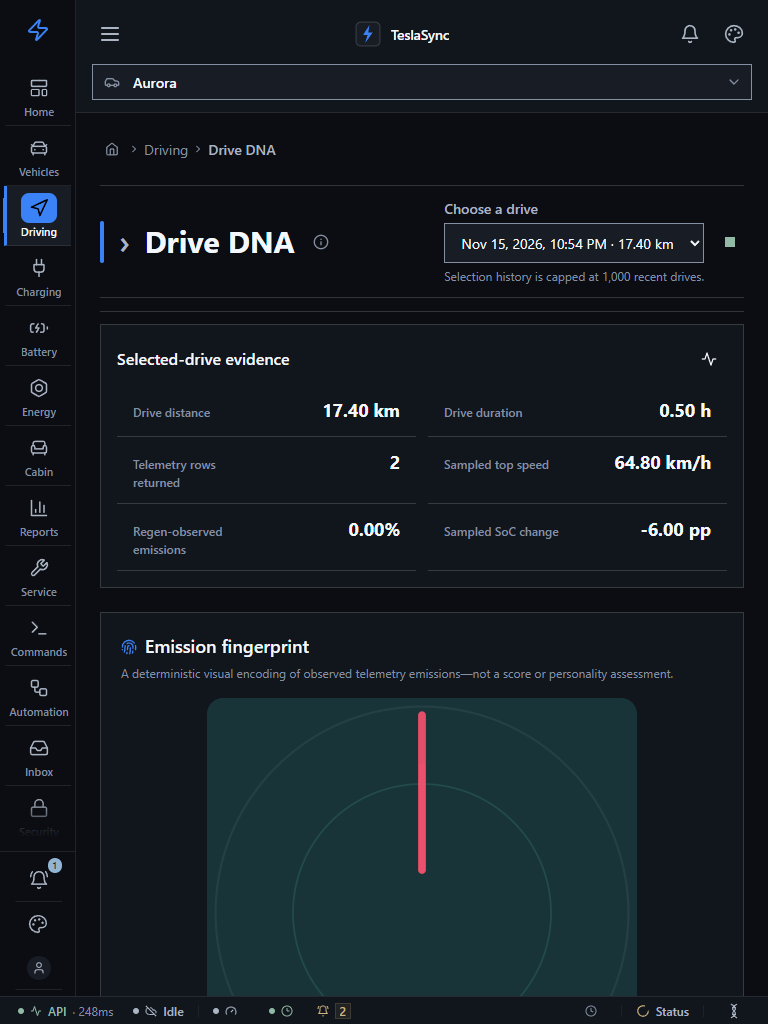 TeslaSync
Aurora
Home
Vehicles
Driving
Charging
Battery
Energy
Cabin
Reports
Service
Commands
Automation
Inbox
Security
1
Driving
Drive DNA
Drive DNA
Choose a drive
Nov 15, 2026, 10:54 PM · 17.40 km
Selection history is capped at 1,000 recent drives.
Selected-drive evidence
Drive distance 17.40 km
Drive duration 0.50 h
Telemetry rows
returned
2
Sampled top speed 64.80 km/h
Regen-observed
emissions
0.00%
Sampled SoC change -6.00 pp
Emission fingerprint
A deterministic visual encoding of observed telemetry emissions—not a score or personality assessment.
API · 248ms
Idle
2
Status